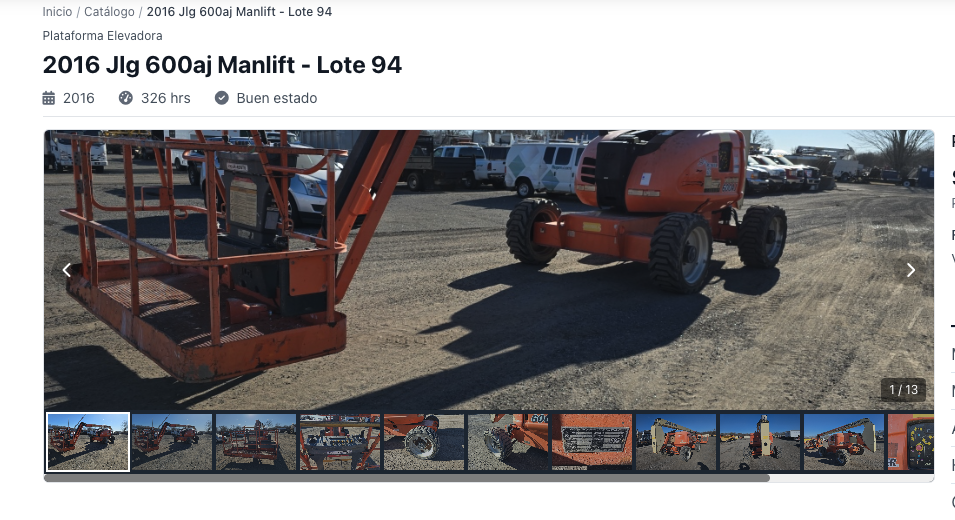 Inicio / Catálogo / 2016 Jlg 600aj Manlift - Lote 94
Plataforma Elevadora
2016 Jlg 600aj Manlift - Lote 94
2016 326 hrs Buen estado
1 / 13